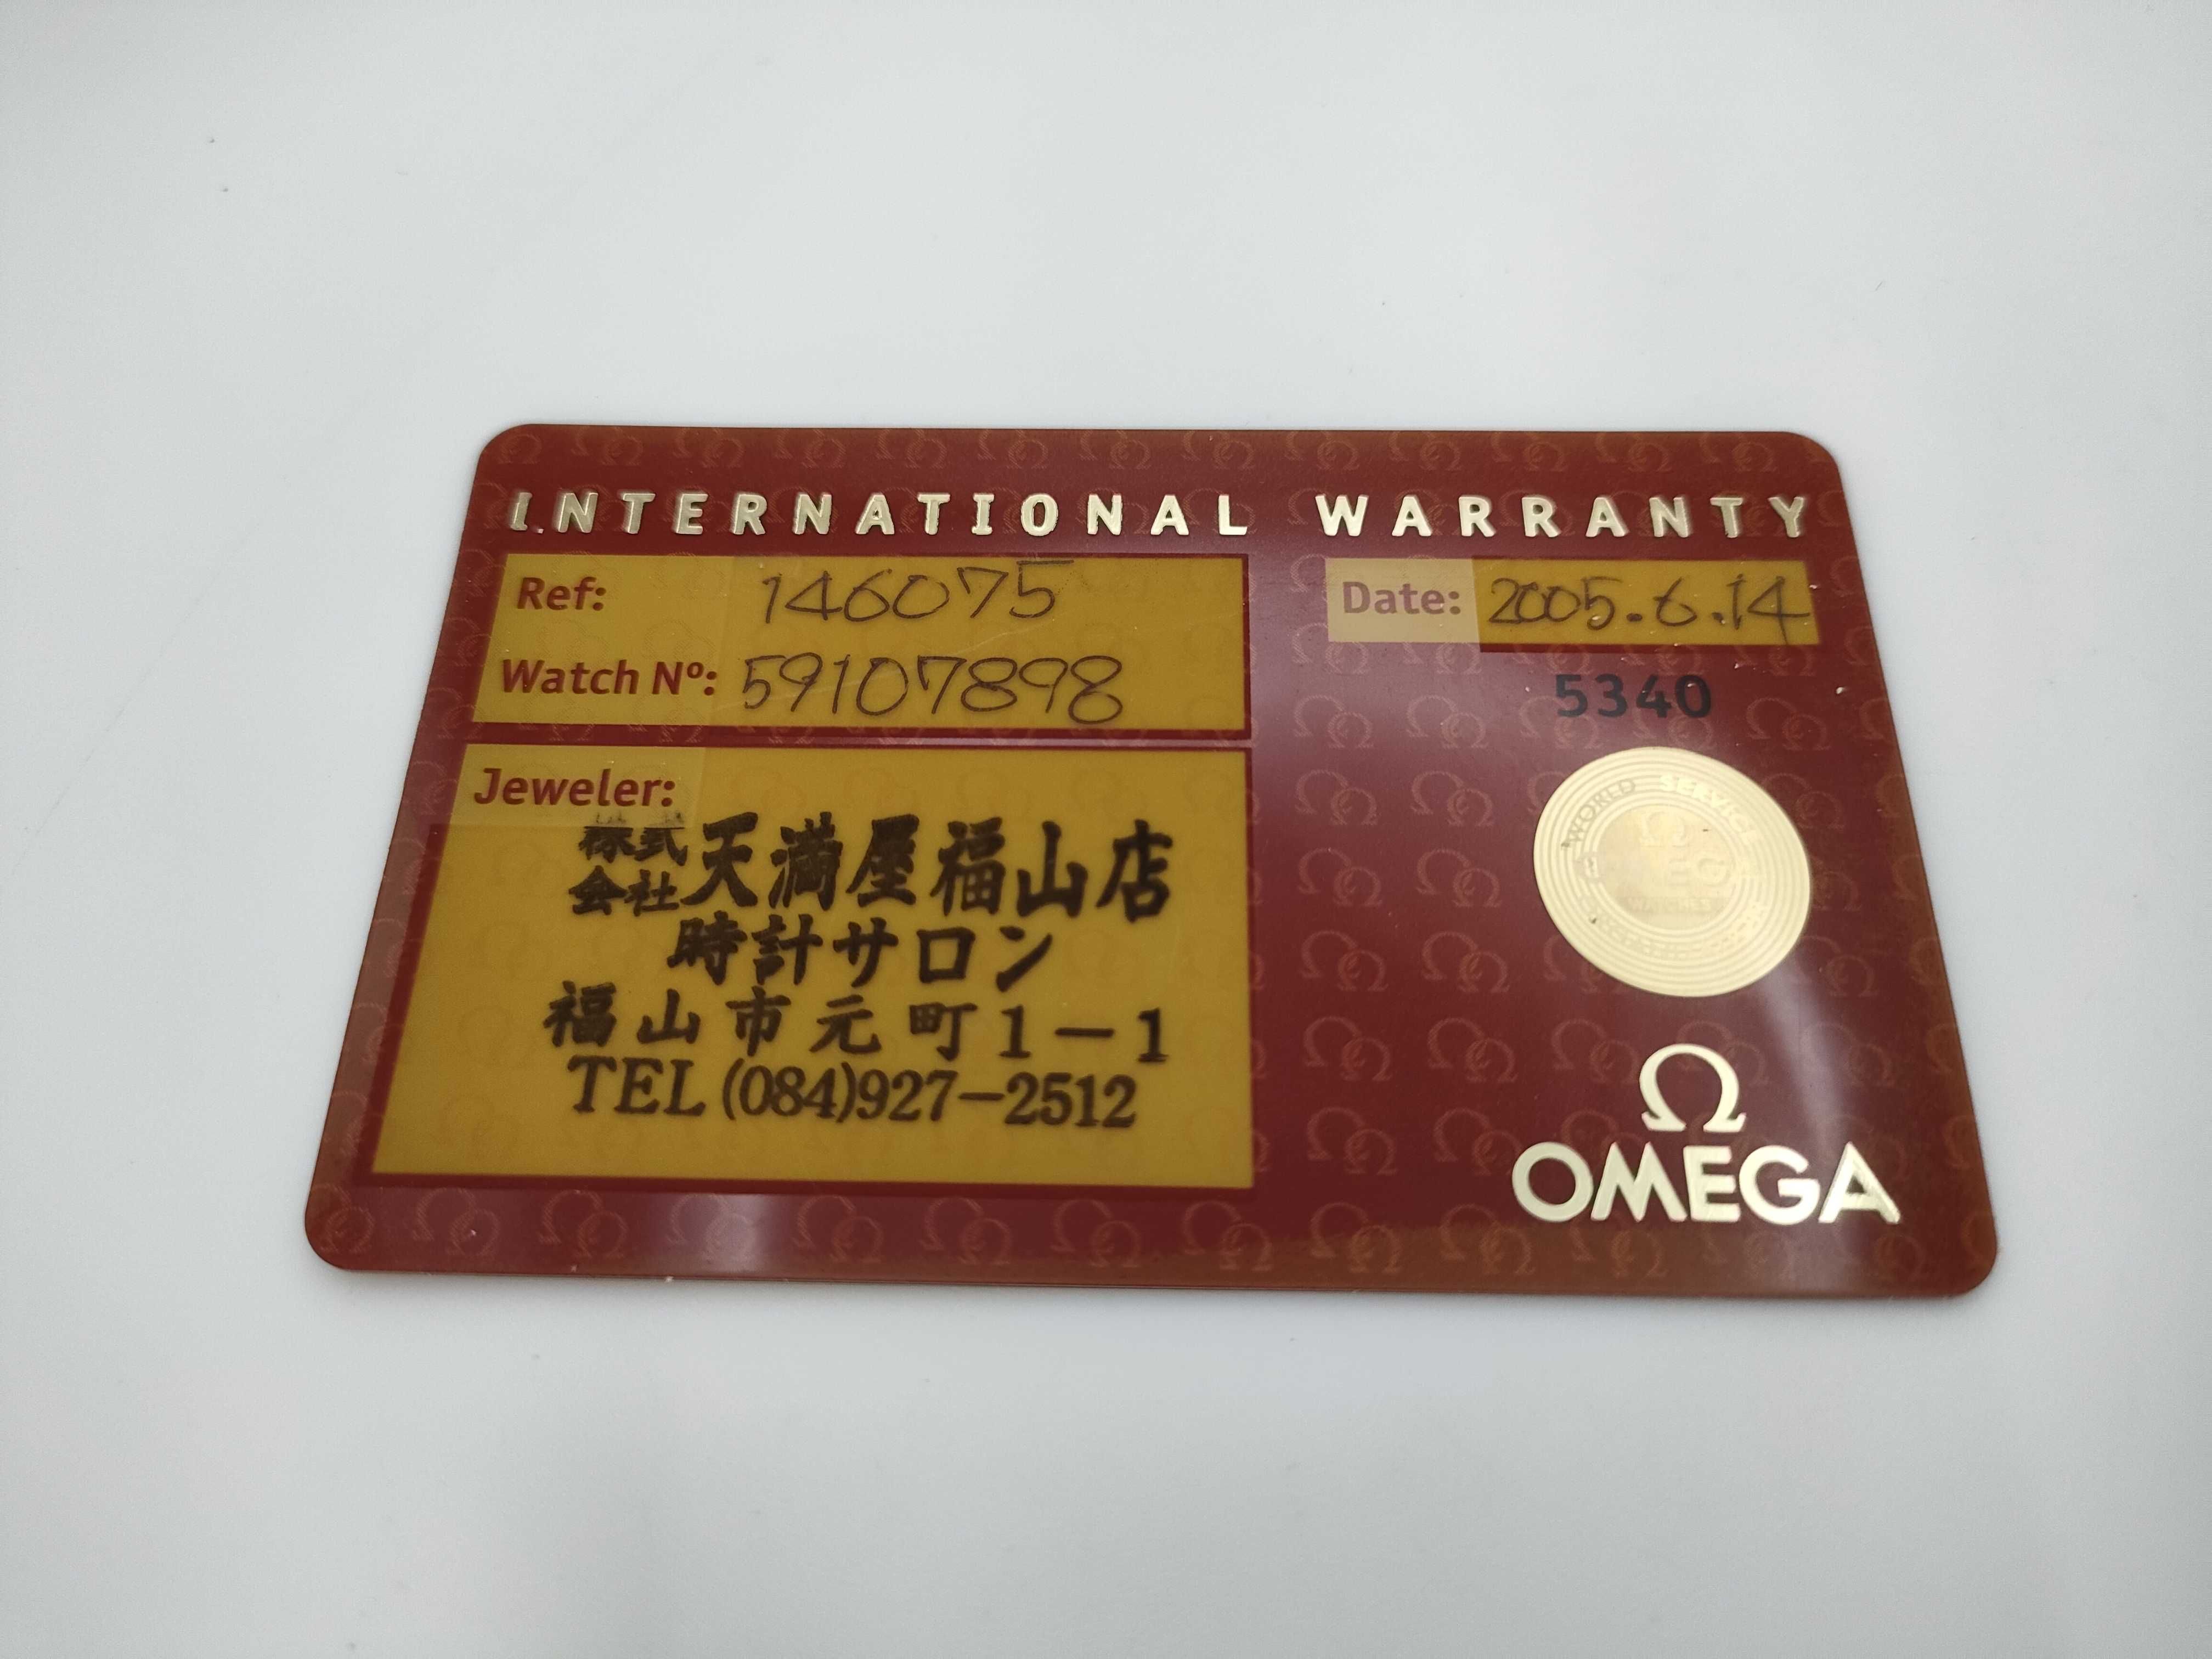 INTERNATIONAL WARRANTY
Ref: 146075
Watch Nº: 59107898
Date: 2005.6.14
5340
Jeweler:
株式会社天満屋福山店
時計サロン
福山市元町1-1
TEL(084)927-2512
WORLD SERVICE
Ω
OMEGA